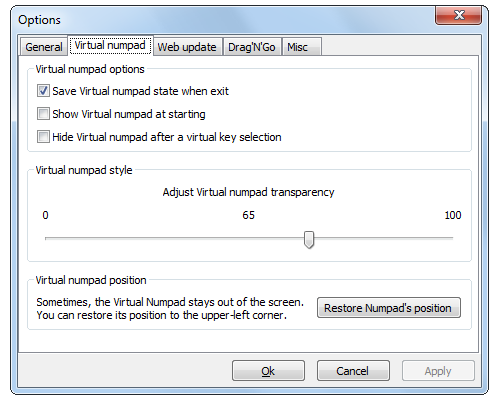 Options
General Virtual numpad Web update Drag'N'Go Misc
Virtual numpad options
Save Virtual numpad state when exit
Show Virtual numpad at starting
Hide Virtual numpad after a virtual key selection
Virtual numpad style
Adjust Virtual numpad transparency
0 65 100
Virtual numpad position
Sometimes, the Virtual Numpad stays out of the screen.
You can restore its position to the upper-left corner.
Restore Numpad's position
Ok Cancel Apply